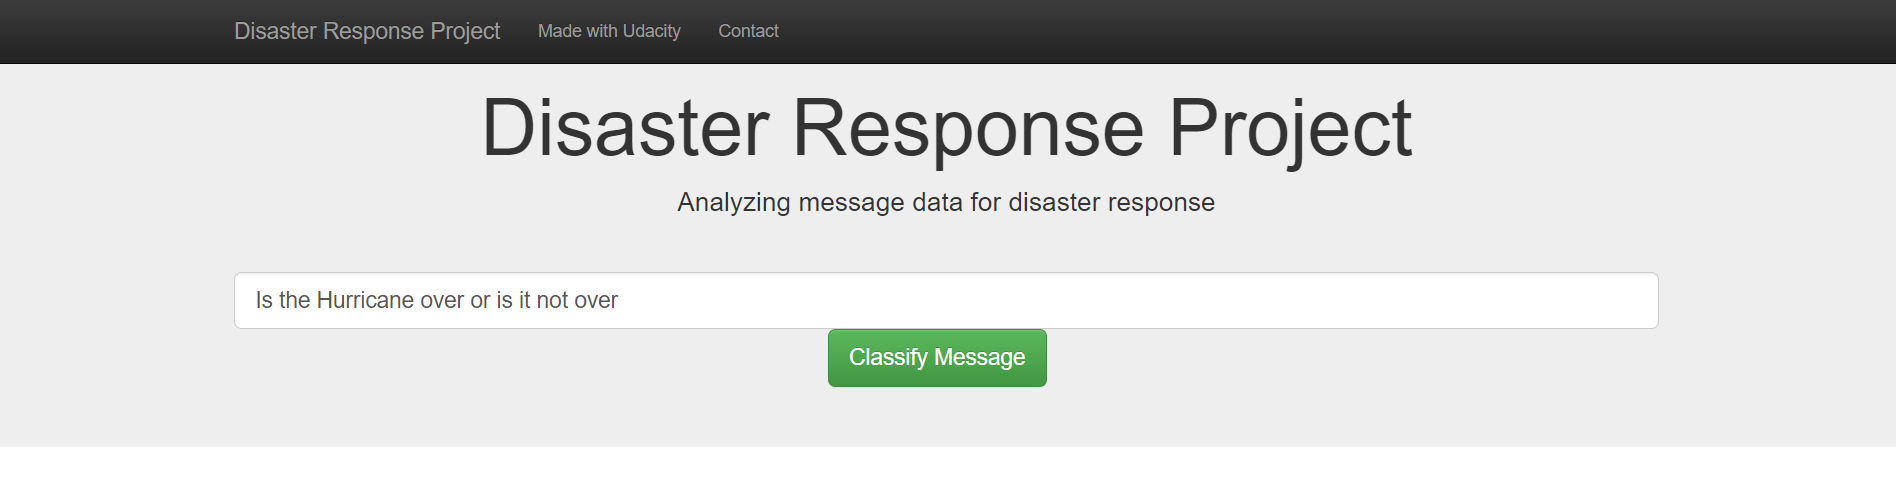 Disaster Response Project Made with Udacity Contact
Disaster Response Project
Analyzing message data for disaster response
Is the Hurricane over or is it not over
Classify Message